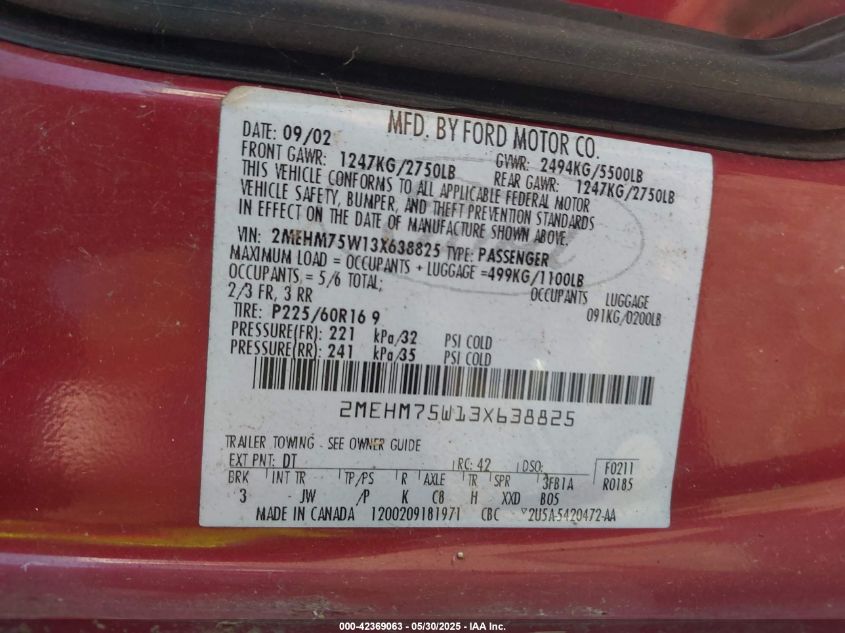 DATE: 09/02 MFD. BY FORD MOTOR CO.
FRONT GAWR: 1247KG/2750LB GVWR: 2494KG/5500LB
REAR GAWR: 1247KG/2750LB
THIS VEHICLE CONFORMS TO ALL APPLICABLE FEDERAL MOTOR
VEHICLE SAFETY, BUMPER, AND THEFT PREVENTION STANDARDS
IN EFFECT ON THE DATE OF MANUFACTURE SHOWN ABOVE.
VIN: 2MEHM75W13X638825 TYPE: PASSENGER
MAXIMUM LOAD = OCCUPANTS + LUGGAGE =499KG/1100LB
OCCUPANTS = 5/6 TOTAL; OCCUPANTS LUGGAGE
2/3 FR, 3 RR 091KG/0200LB
TIRE: P225/60R16 9
PRESSURE(FR): 221 kPa/32 PSI COLD
PRESSURE(RR): 241 kPa/35 PSI COLD
2MEHM75W13X638825
TRAILER TOWING - SEE OWNER GUIDE
EXT PNT: DT RC: 42 DSO: F0211
BRK INT TR TP/PS R AXLE TR SPR 3FB1A R0185
3 JW /P K C8 H XXD B05
MADE IN CANADA 1200209181971 CBC 2U5A-5420472-AA
000-42369063 - 05/30/2025 - IAA Inc.